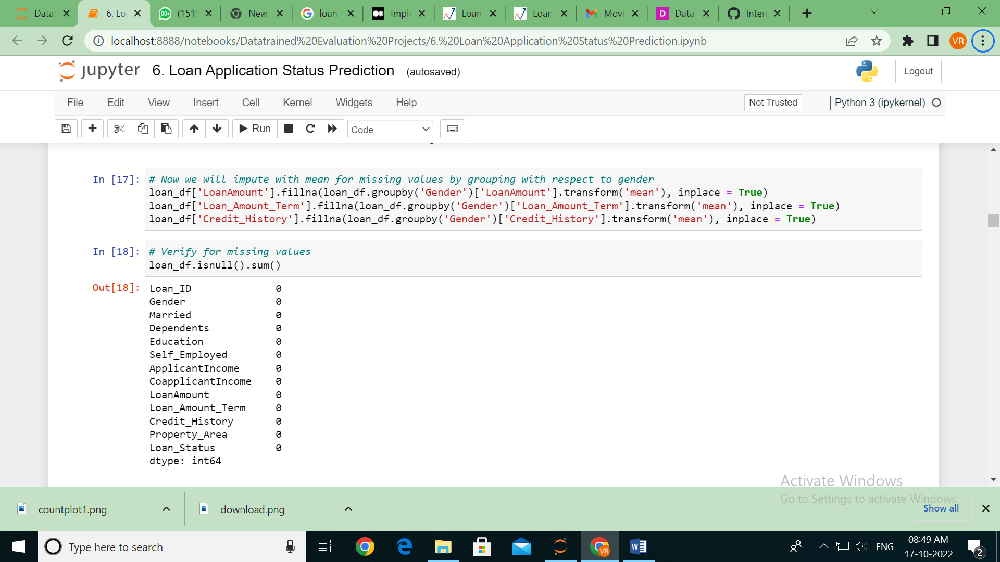 Datat
6. Lo
99+
(151)
New
loan
Imple
Loan
Loan
Movi
D
Data
Inter
localhost:8888/notebooks/Datatrained%20Evaluation%20Projects/6.%20Loan%20Application%20Status%20Prediction.ipynb
VR
jupyter 6. Loan Application Status Prediction (autosaved)
Logout
File Edit View Insert Cell Kernel Widgets Help
Not Trusted
Python 3 (ipykernel)
Run
Code
In [17]:
# Now we will impute with mean for missing values by grouping with respect to gender
loan_df['LoanAmount'].fillna(loan_df.groupby('Gender')['LoanAmount'].transform('mean'), inplace = True)
loan_df['Loan_Amount_Term'].fillna(loan_df.groupby('Gender')['Loan_Amount_Term'].transform('mean'), inplace = True)
loan_df['Credit_History'].fillna(loan_df.groupby('Gender')['Credit_History'].transform('mean'), inplace = True)
In [18]:
# Verify for missing values
loan_df.isnull().sum()
Out[18]:
Loan_ID 0
Gender 0
Married 0
Dependents 0
Education 0
Self_Employed 0
ApplicantIncome 0
CoapplicantIncome 0
LoanAmount 0
Loan_Amount_Term 0
Credit_History 0
Property_Area 0
Loan_Status 0
dtype: int64
Activate Windows
Go to Settings to activate Windows.
countplot1.png
download.png
Show all
Type here to search
VR
W
ENG
08:49 AM
17-10-2022
2